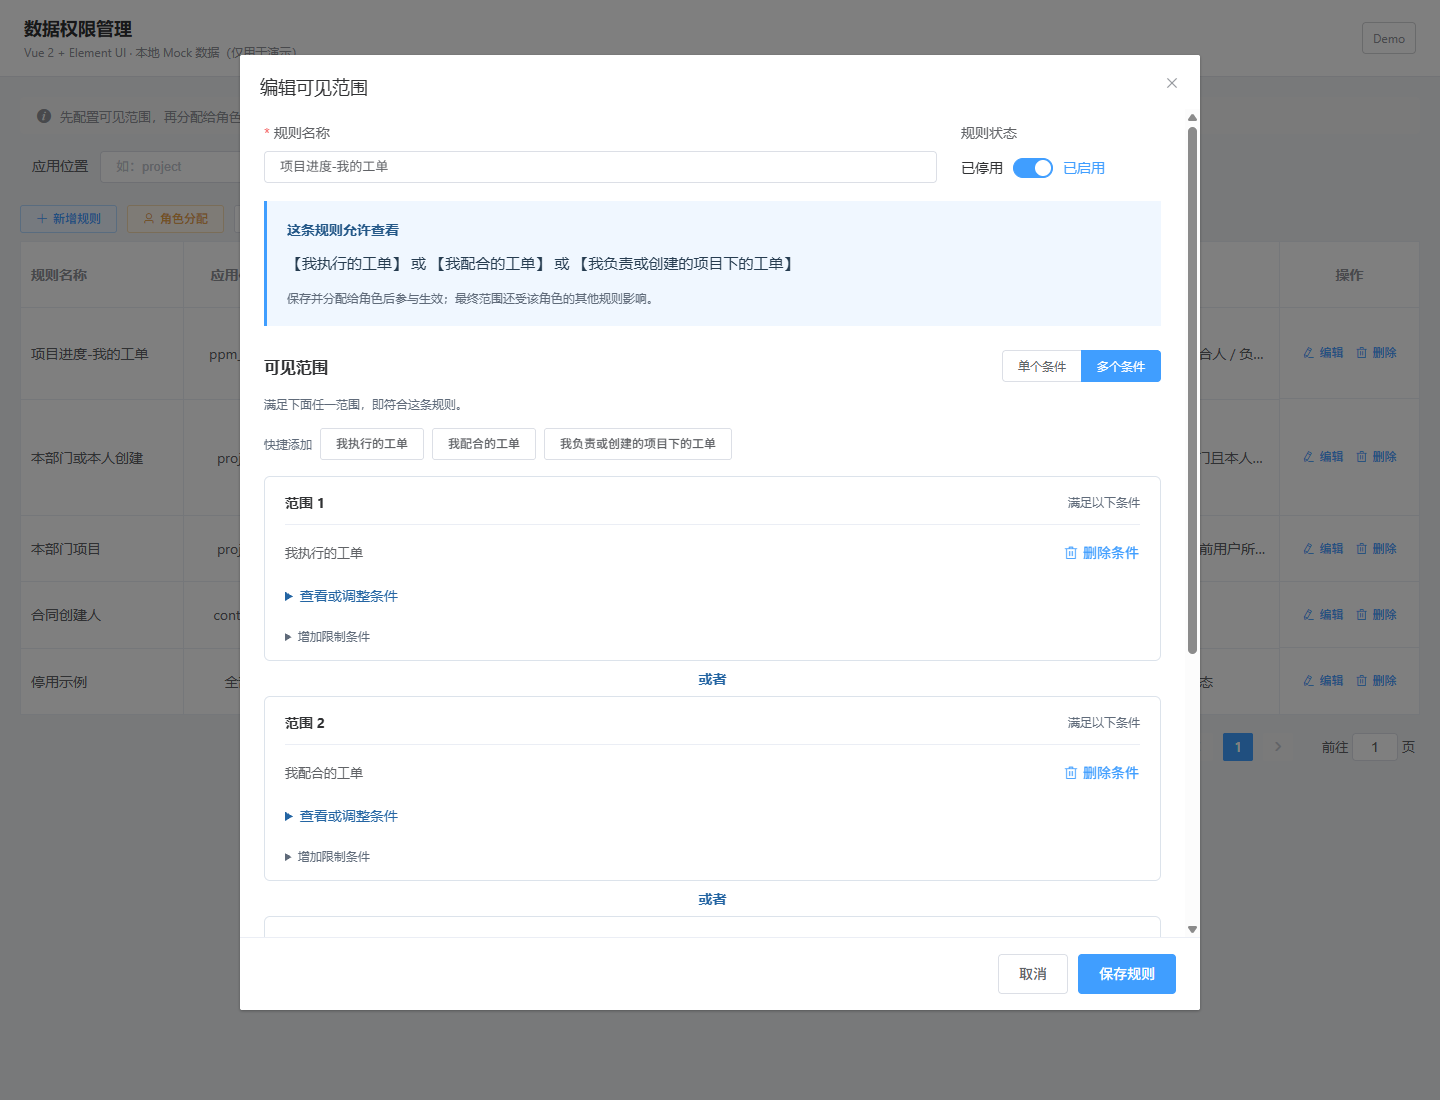 数据权限管理
Vue 2 + Element UI · 本地 Mock 数据（仅用于演示）
Demo
先配置可见范围，再分配给角色
应用位置
如：project
新增规则
角色分配
规则名称
操作
项目进度-我的工单
ppm_
合人 / 负...
编辑
删除
本部门或本人创建
门且本人...
编辑
删除
本部门项目
前用户所...
编辑
删除
合同创建人
cont
编辑
删除
停用示例
态
编辑
删除
1
前往
1
页
编辑可见范围
* 规则名称
规则状态
项目进度-我的工单
已停用
已启用
这条规则允许查看
【我执行的工单】 或 【我配合的工单】 或 【我负责或创建的项目下的工单】
保存并分配给角色后参与生效；最终范围还受该角色的其他规则影响。
可见范围
单个条件
多个条件
满足下面任一范围，即符合这条规则。
快捷添加
我执行的工单
我配合的工单
我负责或创建的项目下的工单
范围 1
满足以下条件
我执行的工单
删除条件
查看或调整条件
增加限制条件
或者
范围 2
满足以下条件
我配合的工单
删除条件
查看或调整条件
增加限制条件
或者
取消
保存规则